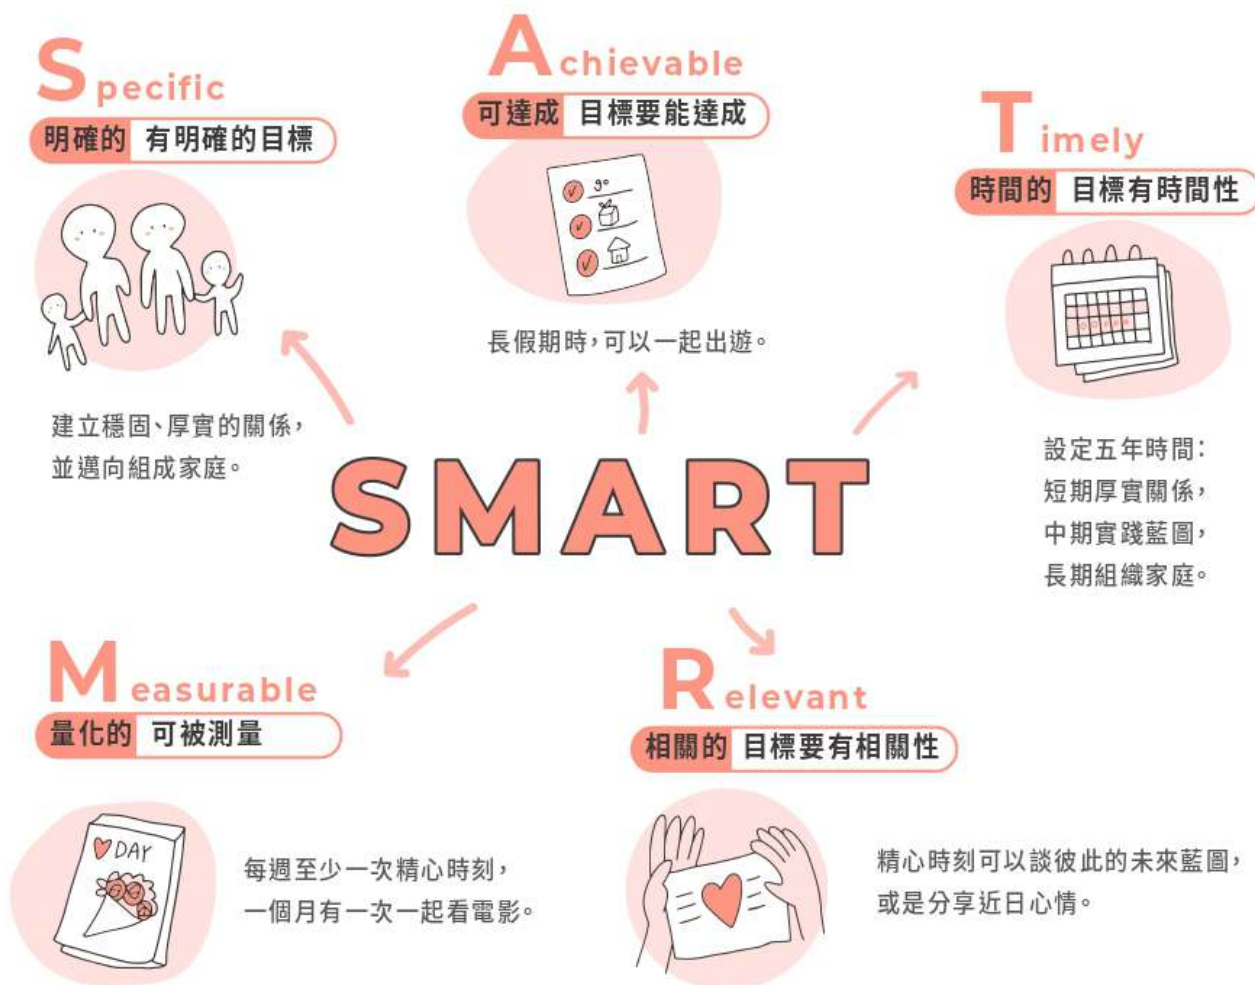 Specific
明確的 有明確的目標
建立穩固、厚實的關係，
並邁向組成家庭。
Achievable
可達成 目標要能達成
go
長假期時，可以一起出遊。
Timely
時間的 目標有時間性
設定五年時間：
短期厚實關係，
中期實踐藍圖，
長期組織家庭。
SMART
Measurable
量化的 可被測量
DAY
每週至少一次精心時刻，
一個月有一次一起看電影。
Relevant
相關的 目標要有相關性
精心時刻可以談彼此的未來藍圖，
或是分享近日心情。